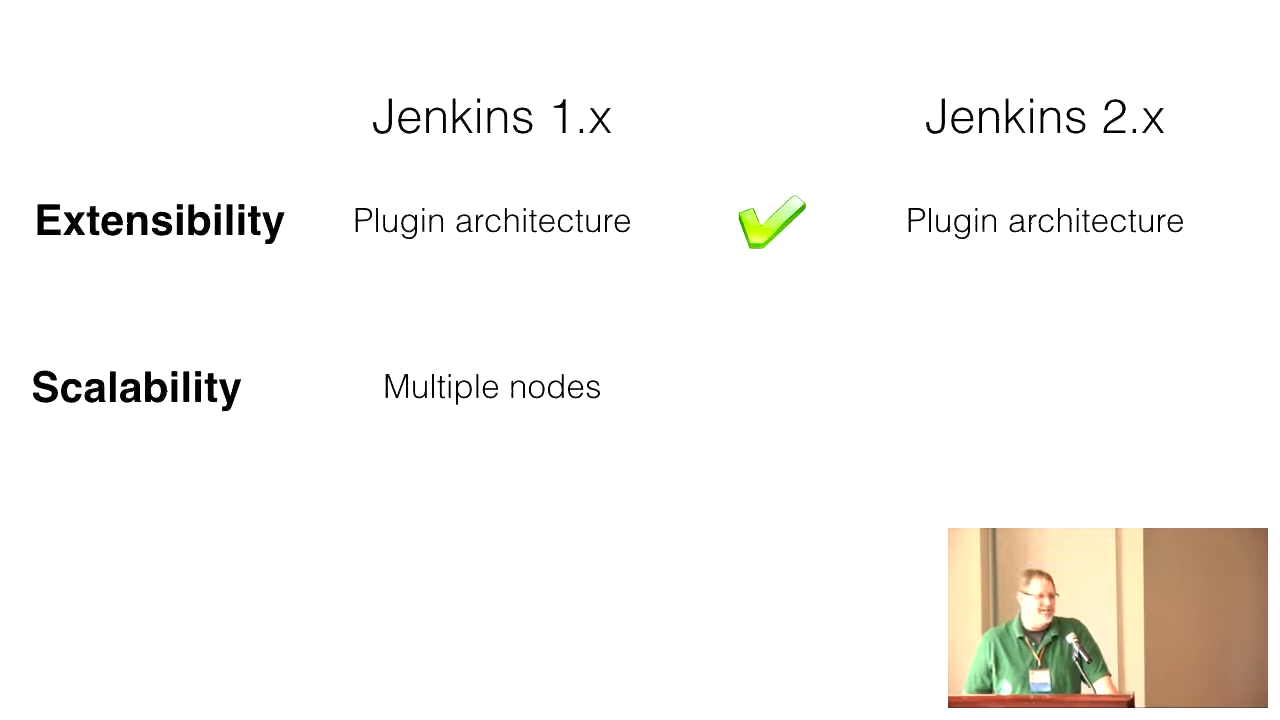 Jenkins 1.x
Jenkins 2.x
Extensibility
Plugin architecture
Plugin architecture
Scalability
Multiple nodes